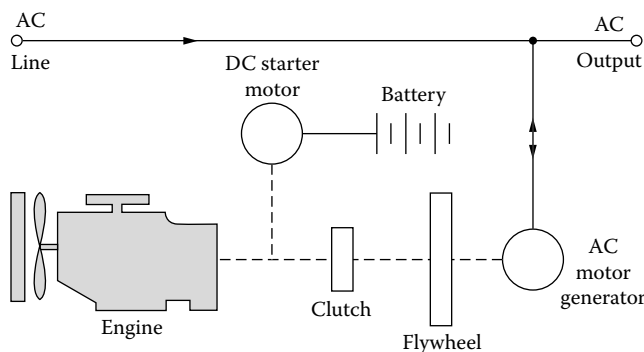 AC
AC
Line
Output
DC starter
motor
Battery
AC
motor
generator
Clutch
Engine
Flywheel